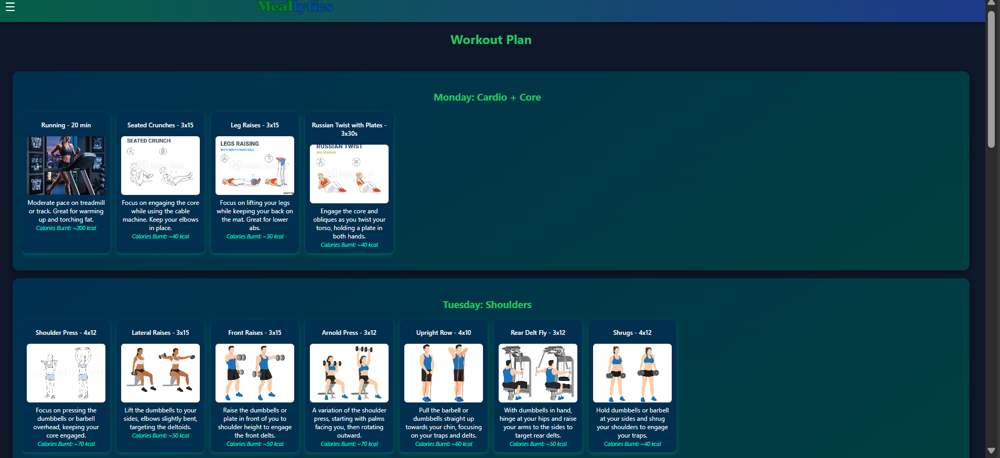 ☰
Meallytics
Workout Plan
Monday: Cardio + Core
Running - 20 min
Moderate pace on treadmill
or track. Great for warming
up and torching fat.
Calories Burnt: ~200 kcal
Seated Crunches - 3x15
SEATED CRUNCH
A B
Focus on engaging the core
while using the cable
machine. Keep your elbows
in place.
Calories Burnt: ~40 kcal
Leg Raises - 3x15
LEGS RAISING
WITH MINI FITNESS BALL
A B
Focus on lifting your legs
while keeping your back on
the mat. Great for lower
abs.
Calories Burnt: ~30 kcal
Russian Twist with Plates -
3x30s
RUSSIAN TWIST
PRO VERSION
A B
Engage the core and
obliques as you twist your
torso, holding a plate in
both hands.
Calories Burnt: ~40 kcal
Tuesday: Shoulders
Shoulder Press - 4x12
Focus on pressing the
dumbbells or barbell
overhead, keeping your
core engaged.
Calories Burnt: ~70 kcal
Lateral Raises - 3x15
Lift the dumbbells to your
sides, elbows slightly bent,
targeting the deltoids.
Calories Burnt: ~50 kcal
Front Raises - 3x15
Raise the dumbbells or
plate in front of you to
shoulder height to engage
the front delts.
Calories Burnt: ~50 kcal
Arnold Press - 3x12
A variation of the shoulder
press, starting with palms
facing you, then rotating
outward.
Calories Burnt: ~70 kcal
Upright Row - 4x10
Pull the barbell or
dumbbells straight up
towards your chin, focusing
on your traps and delts.
Calories Burnt: ~60 kcal
Rear Delt Fly - 3x12
With dumbbells in hand,
hinge at your hips and raise
your arms to the sides to
target rear delts.
Calories Burnt: ~50 kcal
Shrugs - 4x12
Hold dumbbells or barbell
at your sides and shrug
your shoulders to engage
your traps.
Calories Burnt: ~40 kcal